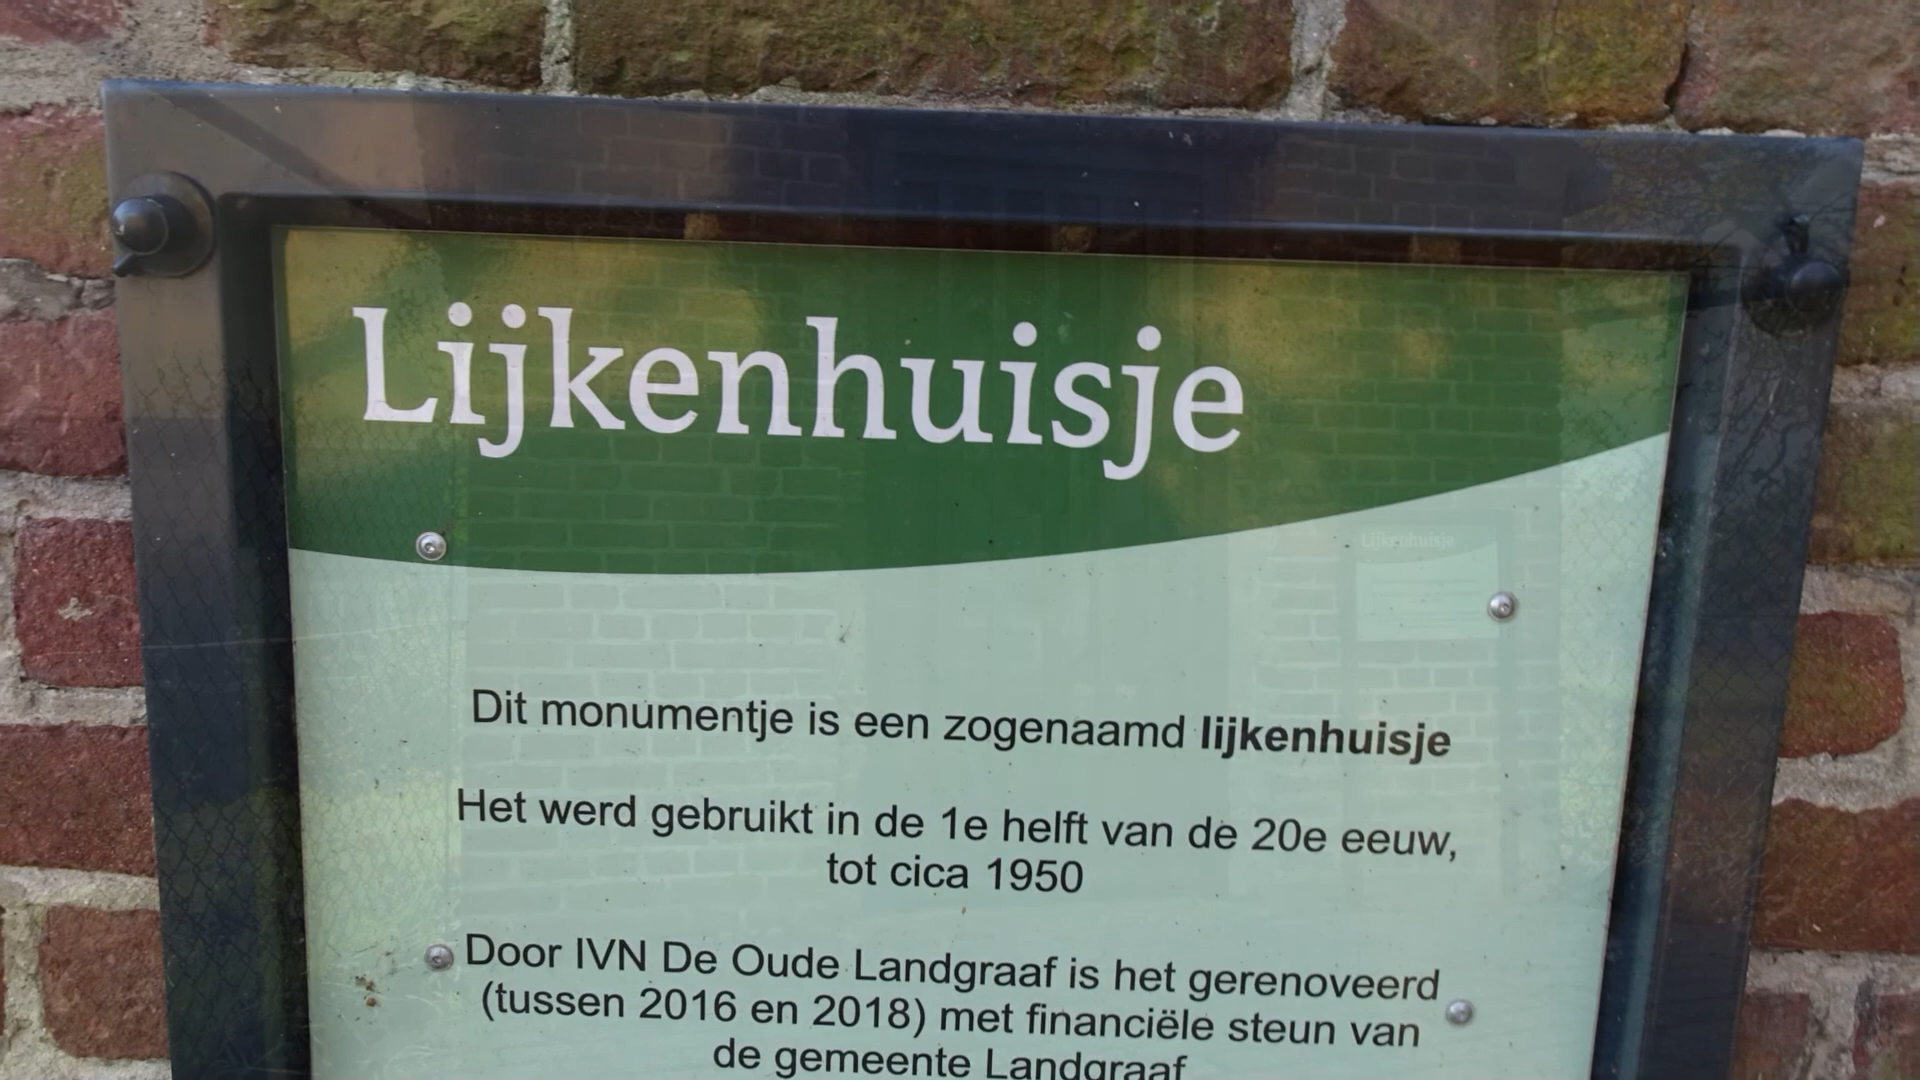 Lijkenhuisje
Lijkenhuisje
Dit monumentje is een zogenaamd lijkenhuisje
Het werd gebruikt in de 1e helft van de 20e eeuw,
tot cica 1950
Door IVN De Oude Landgraaf is het gerenoveerd
(tussen 2016 en 2018) met financiële steun van
de gemeente Landgraaf